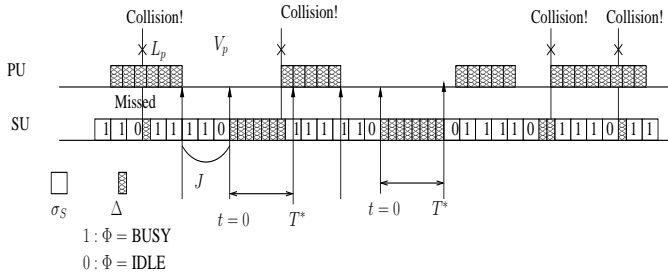 Collision! Collision! Collision! Collision!
L_p V_p
PU
Missed
SU 1 1 0 1 1 1 1 0 1 1 1 1 1 0 0 1 1 1 1 0 1 1 1 0 1 1
J
σ_S Δ t=0 T* t=0 T*
1 : Φ = BUSY
0 : Φ = IDLE